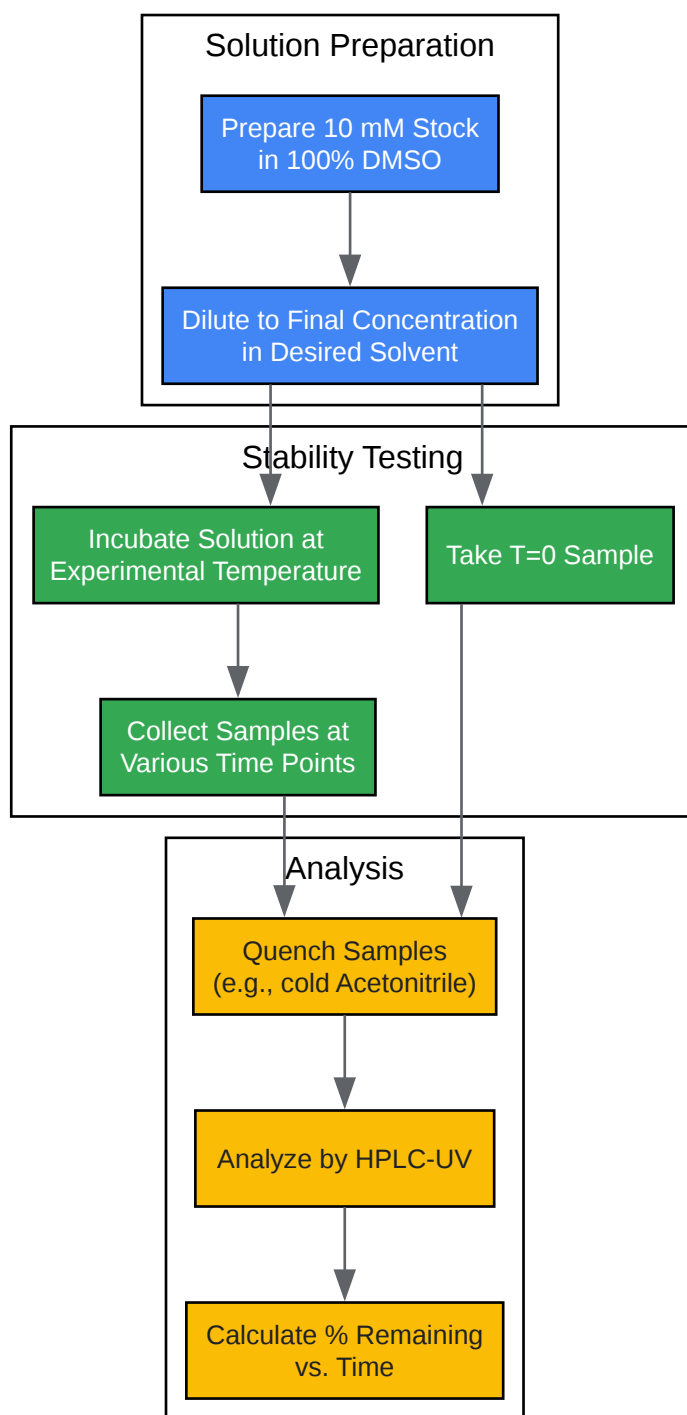 Solution Preparation
Prepare 10 mM Stock
in 100% DMSO
Dilute to Final Concentration
in Desired Solvent
Stability Testing
Incubate Solution at
Experimental Temperature
Take T=0 Sample
Collect Samples at
Various Time Points
Analysis
Quench Samples
(e.g., cold Acetonitrile)
Analyze by HPLC-UV
Calculate % Remaining
vs. Time